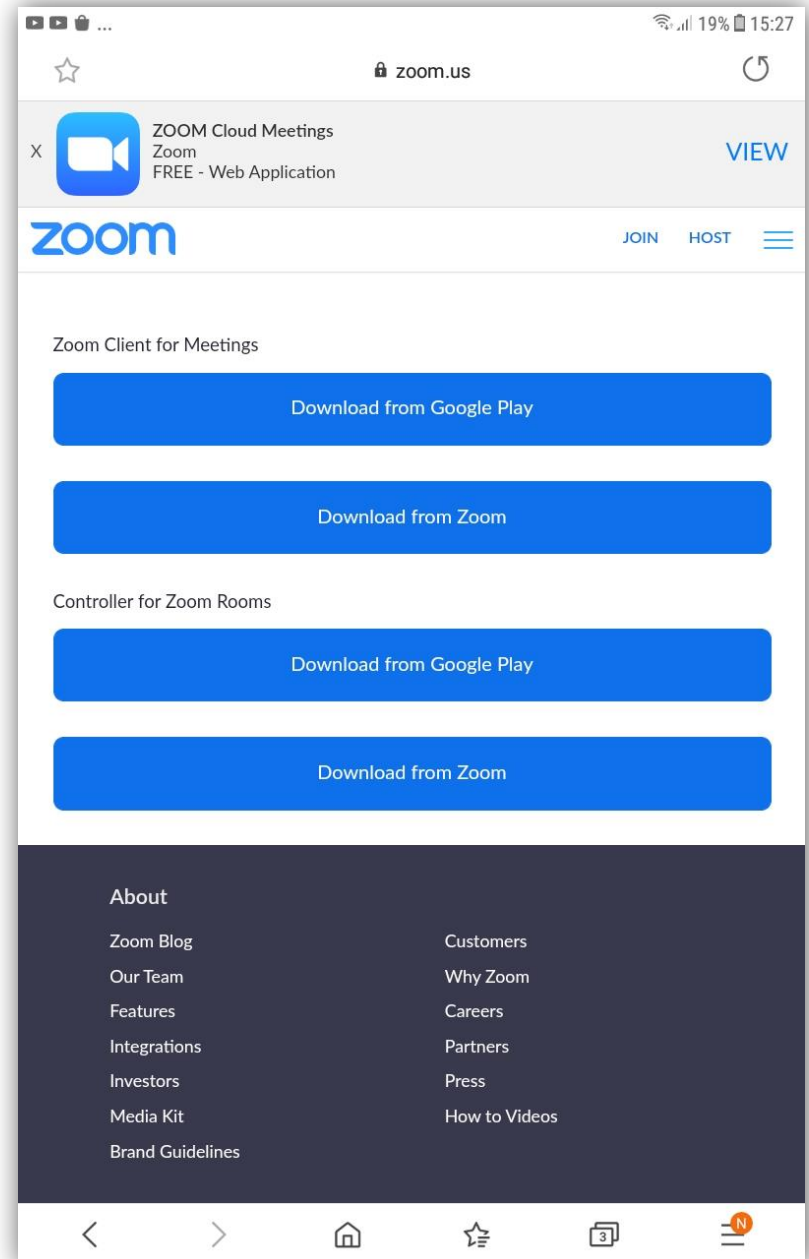 ... 19% 15:27
zoom.us
X
ZOOM Cloud Meetings
Zoom
FREE - Web Application
VIEW
zoom JOIN HOST
Zoom Client for Meetings
Download from Google Play
Download from Zoom
Controller for Zoom Rooms
Download from Google Play
Download from Zoom
About
Zoom Blog
Our Team
Features
Integrations
Investors
Media Kit
Brand Guidelines
Customers
Why Zoom
Careers
Partners
Press
How to Videos
3
N